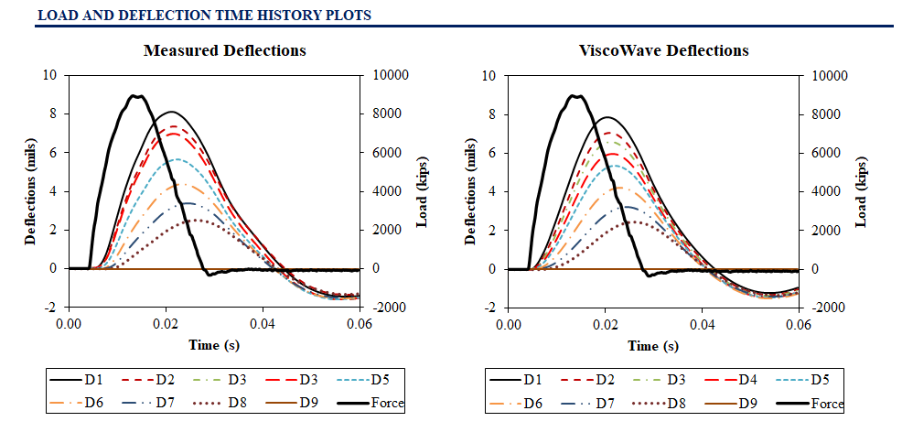 LOAD AND DEFLECTION TIME HISTORY PLOTS
Measured Deflections
10
8
6
4
2
0
-2
Deflections (mils)
10000
8000
6000
4000
2000
0
-2000
Load (kips)
0.00 0.02 0.04 0.06
Time (s)
D1 D2 D3 D3 D5
D6 D7 D8 D9 Force
ViscoWave Deflections
10
8
6
4
2
0
-2
Deflections (mils)
10000
8000
6000
4000
2000
0
-2000
Load (kips)
0.00 0.02 0.04 0.06
Time (s)
D1 D2 D3 D4 D5
D6 D7 D8 D9 Force